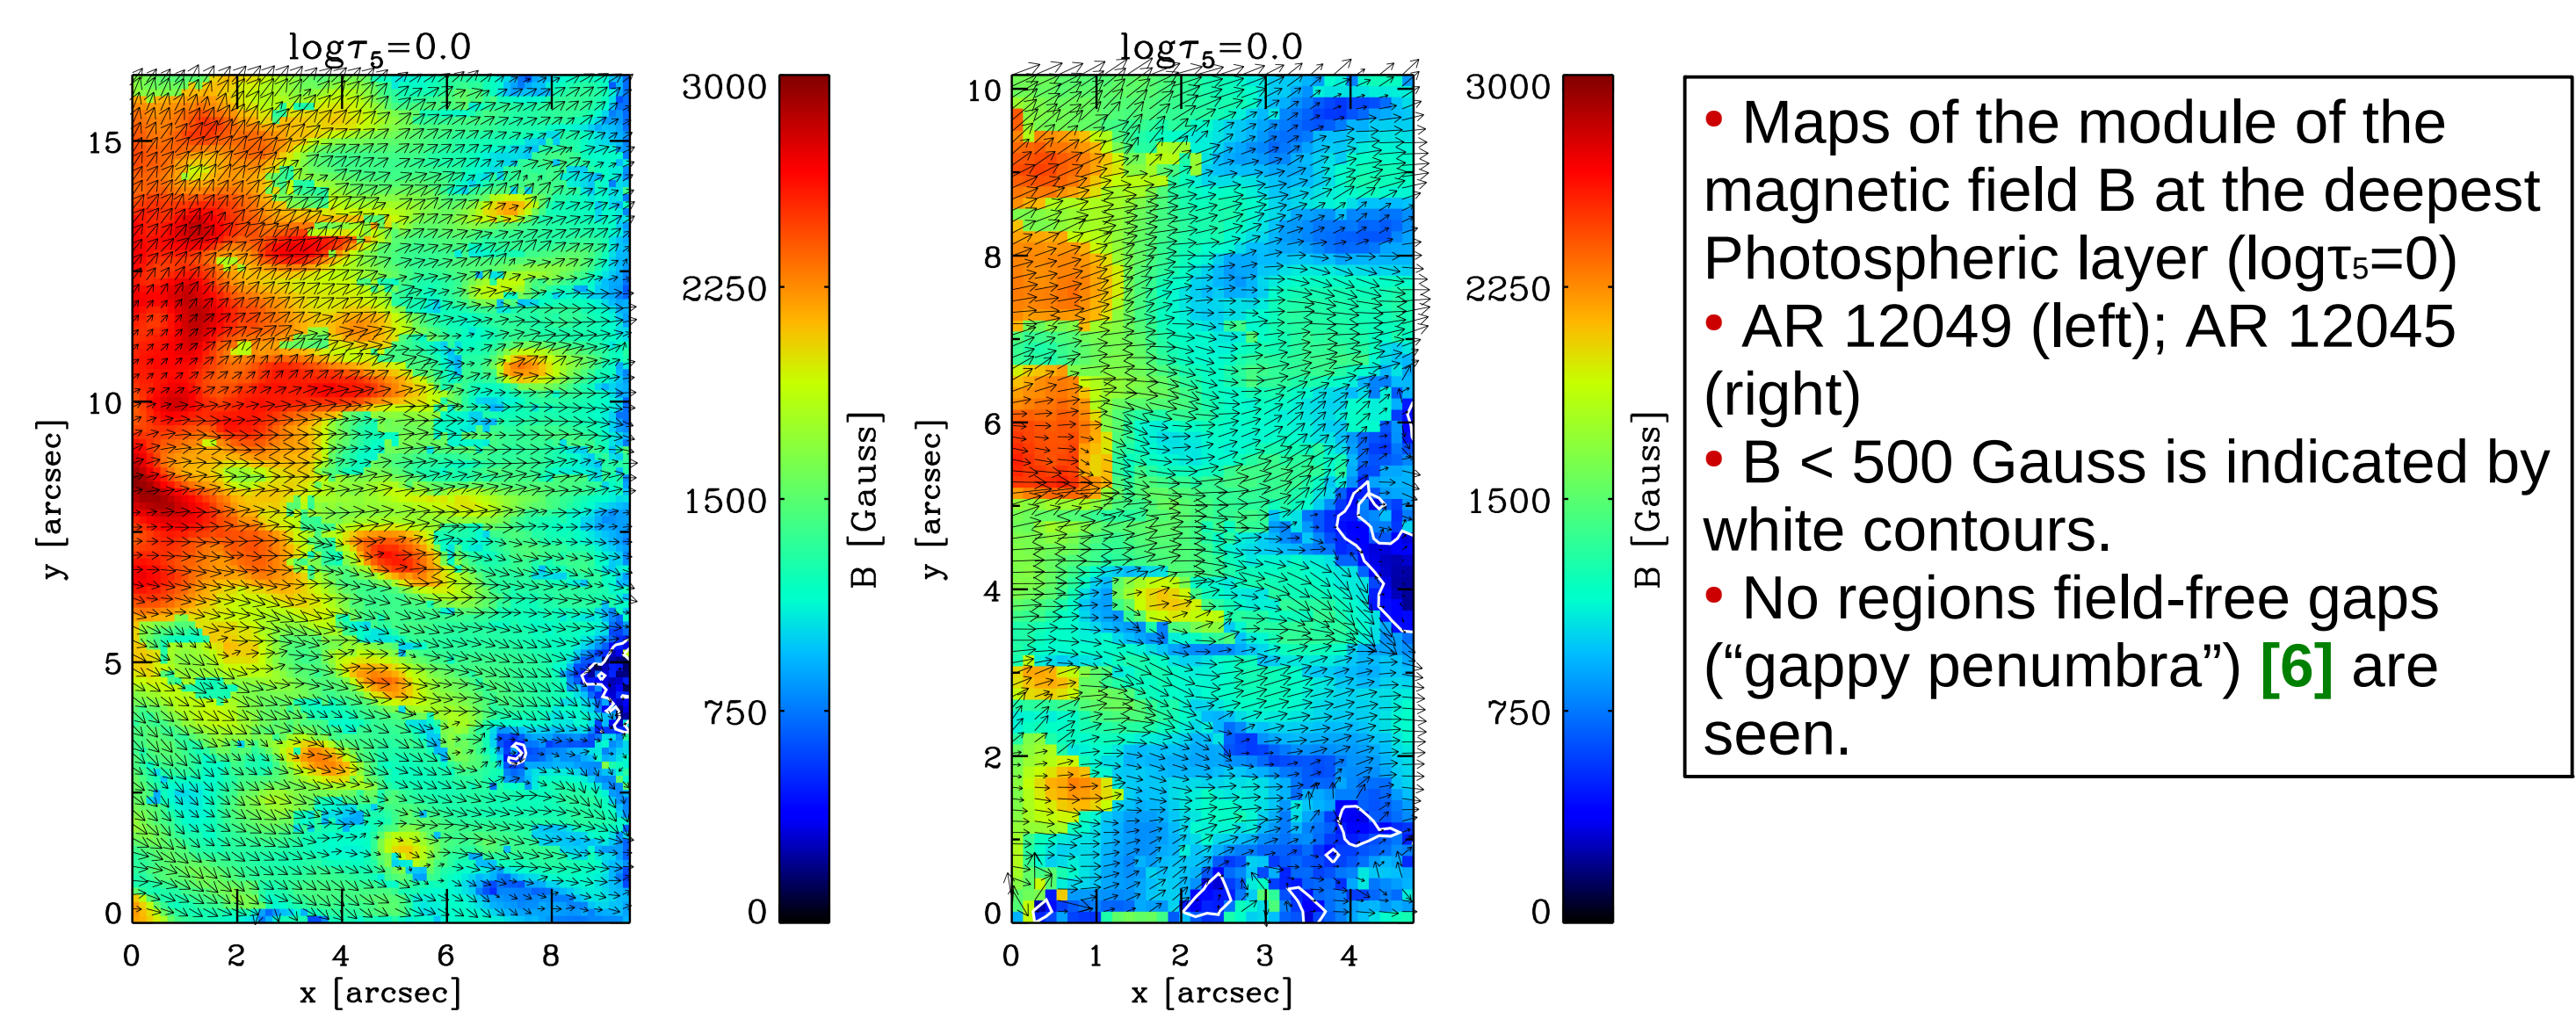 logτ₅=0.0
15
10
5
0
y [arcsec]
0 2 4 6 8
x [arcsec]
3000
2250
1500
750
0
B [Gauss]
logτ₅=0.0
10
8
6
4
2
0
y [arcsec]
0 1 2 3 4
x [arcsec]
3000
2250
1500
750
0
B [Gauss]
• Maps of the module of the
magnetic field B at the deepest
Photospheric layer (logτ₅=0)
• AR 12049 (left); AR 12045
(right)
• B < 500 Gauss is indicated by
white contours.
• No regions field-free gaps
(“gappy penumbra”) [6] are
seen.